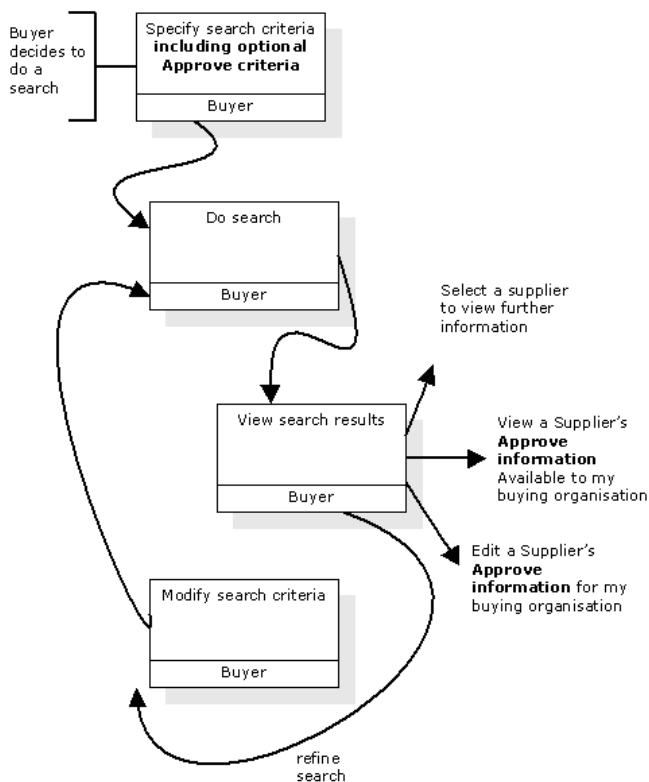 Buyer
decides to
do a
search
Specify search criteria
including optional
Approve criteria
Buyer
Do search
Buyer
Select a supplier
to view further
information
View search results
Buyer
View a Supplier's
Approve
information
Available to my
buying organisation
Edit a Supplier's
Approve
information for my
buying organisation
Modify search criteria
Buyer
refine
search